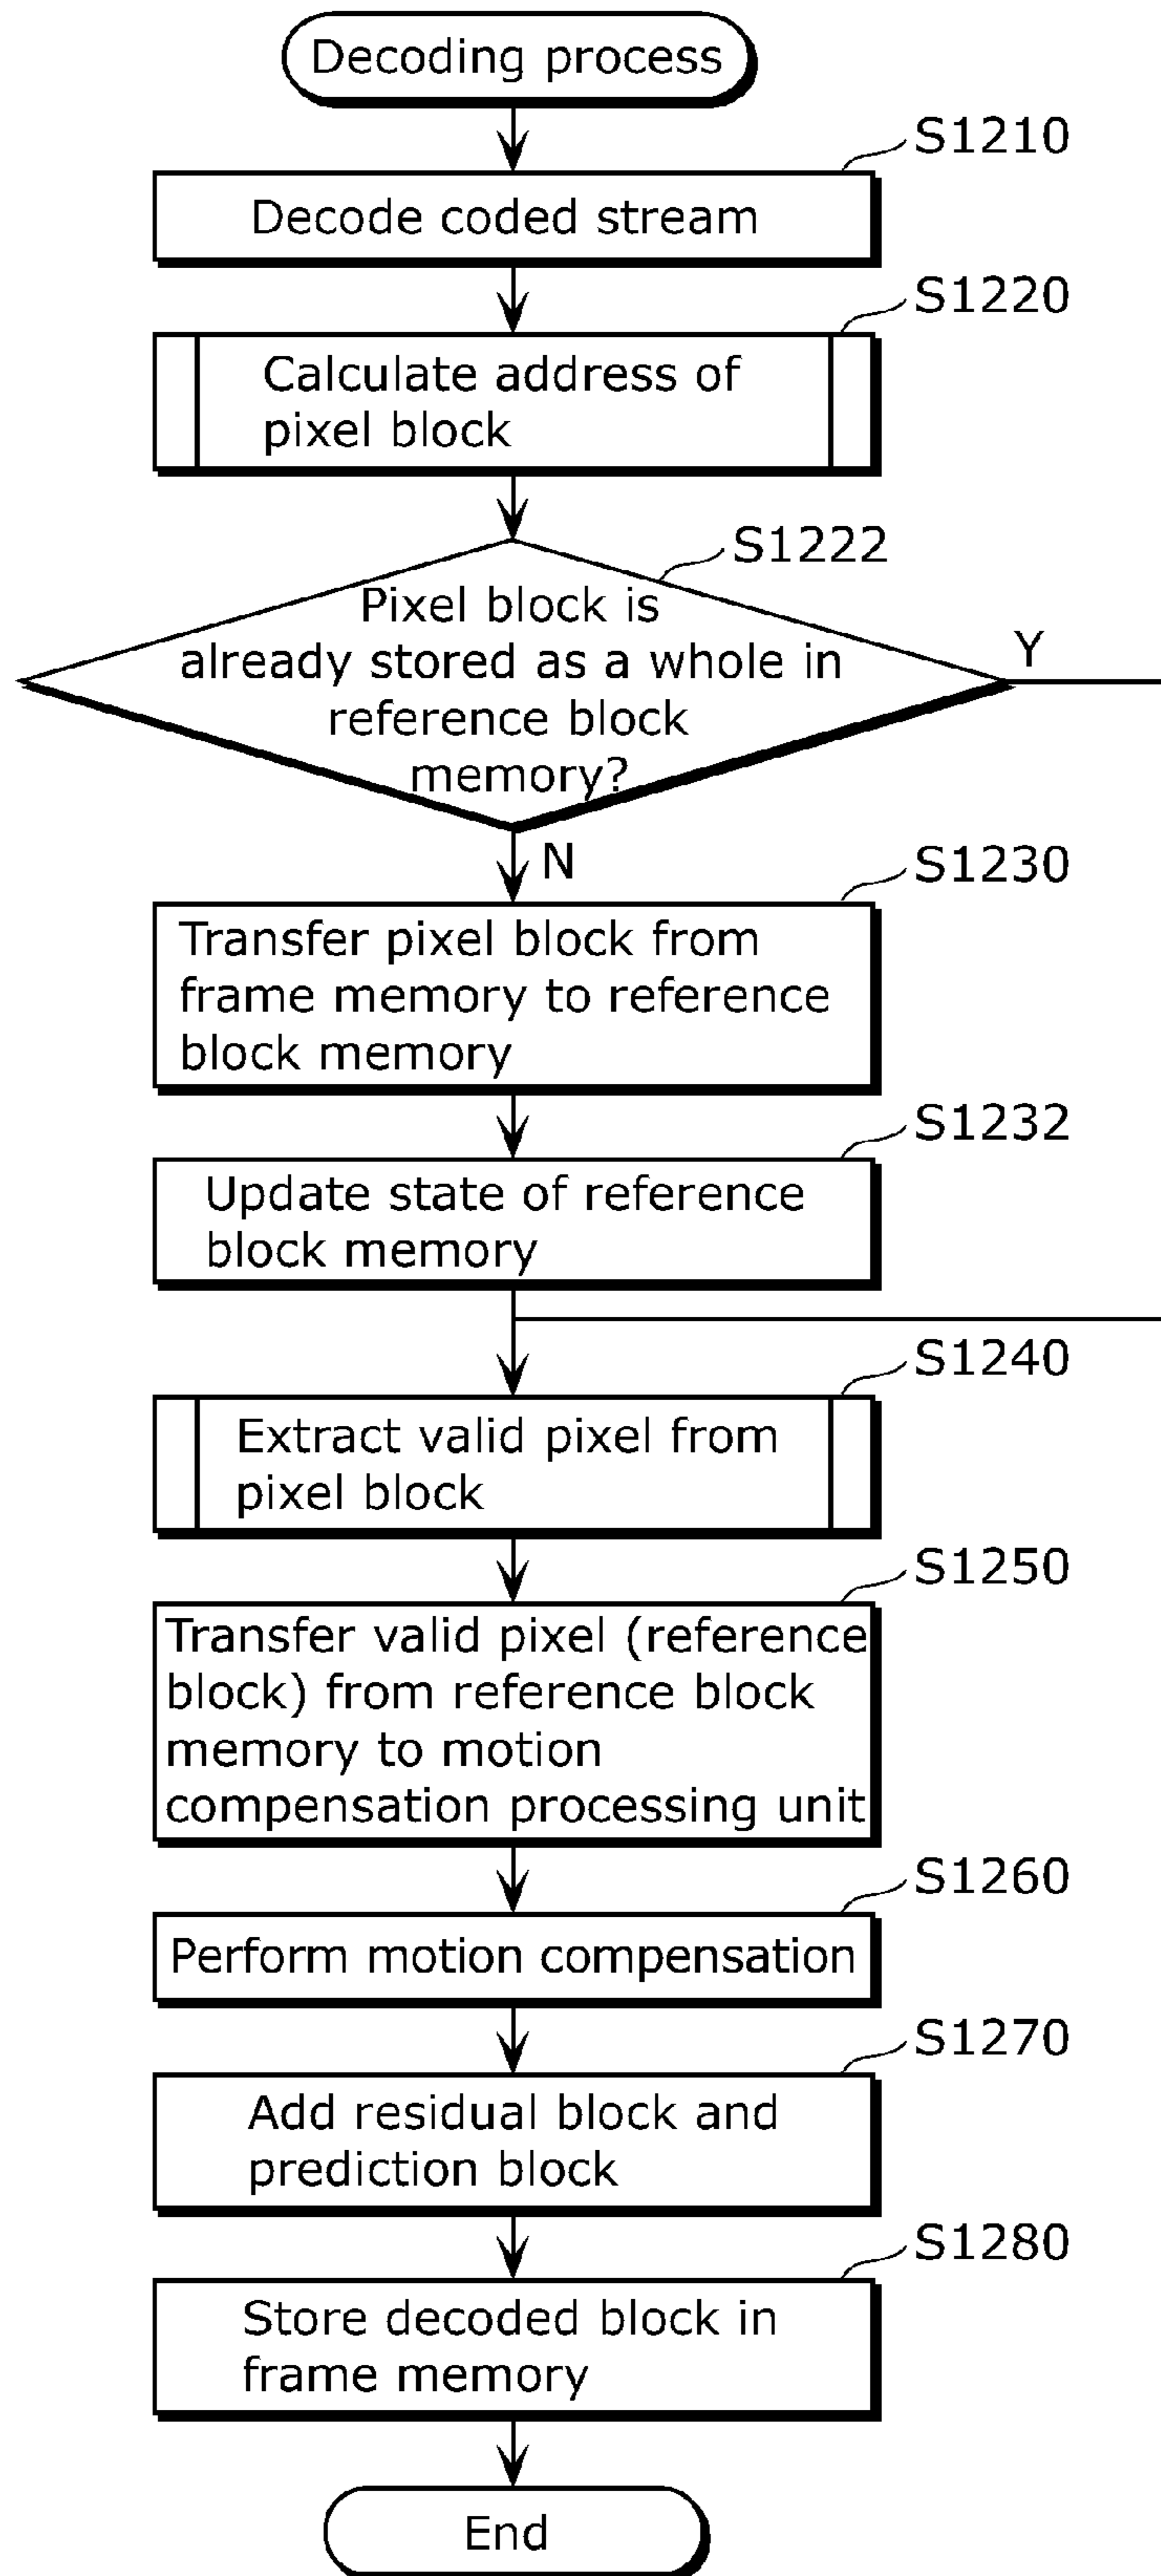 Decoding process
S1210
Decode coded stream
S1220
Calculate address of
pixel block
S1222
Pixel block is
already stored as a whole in
reference block
memory?
Y
N
S1230
Transfer pixel block from
frame memory to reference
block memory
S1232
Update state of reference
block memory
S1240
Extract valid pixel from
pixel block
S1250
Transfer valid pixel (reference
block) from reference block
memory to motion
compensation processing unit
S1260
Perform motion compensation
S1270
Add residual block and
prediction block
S1280
Store decoded block in
frame memory
End